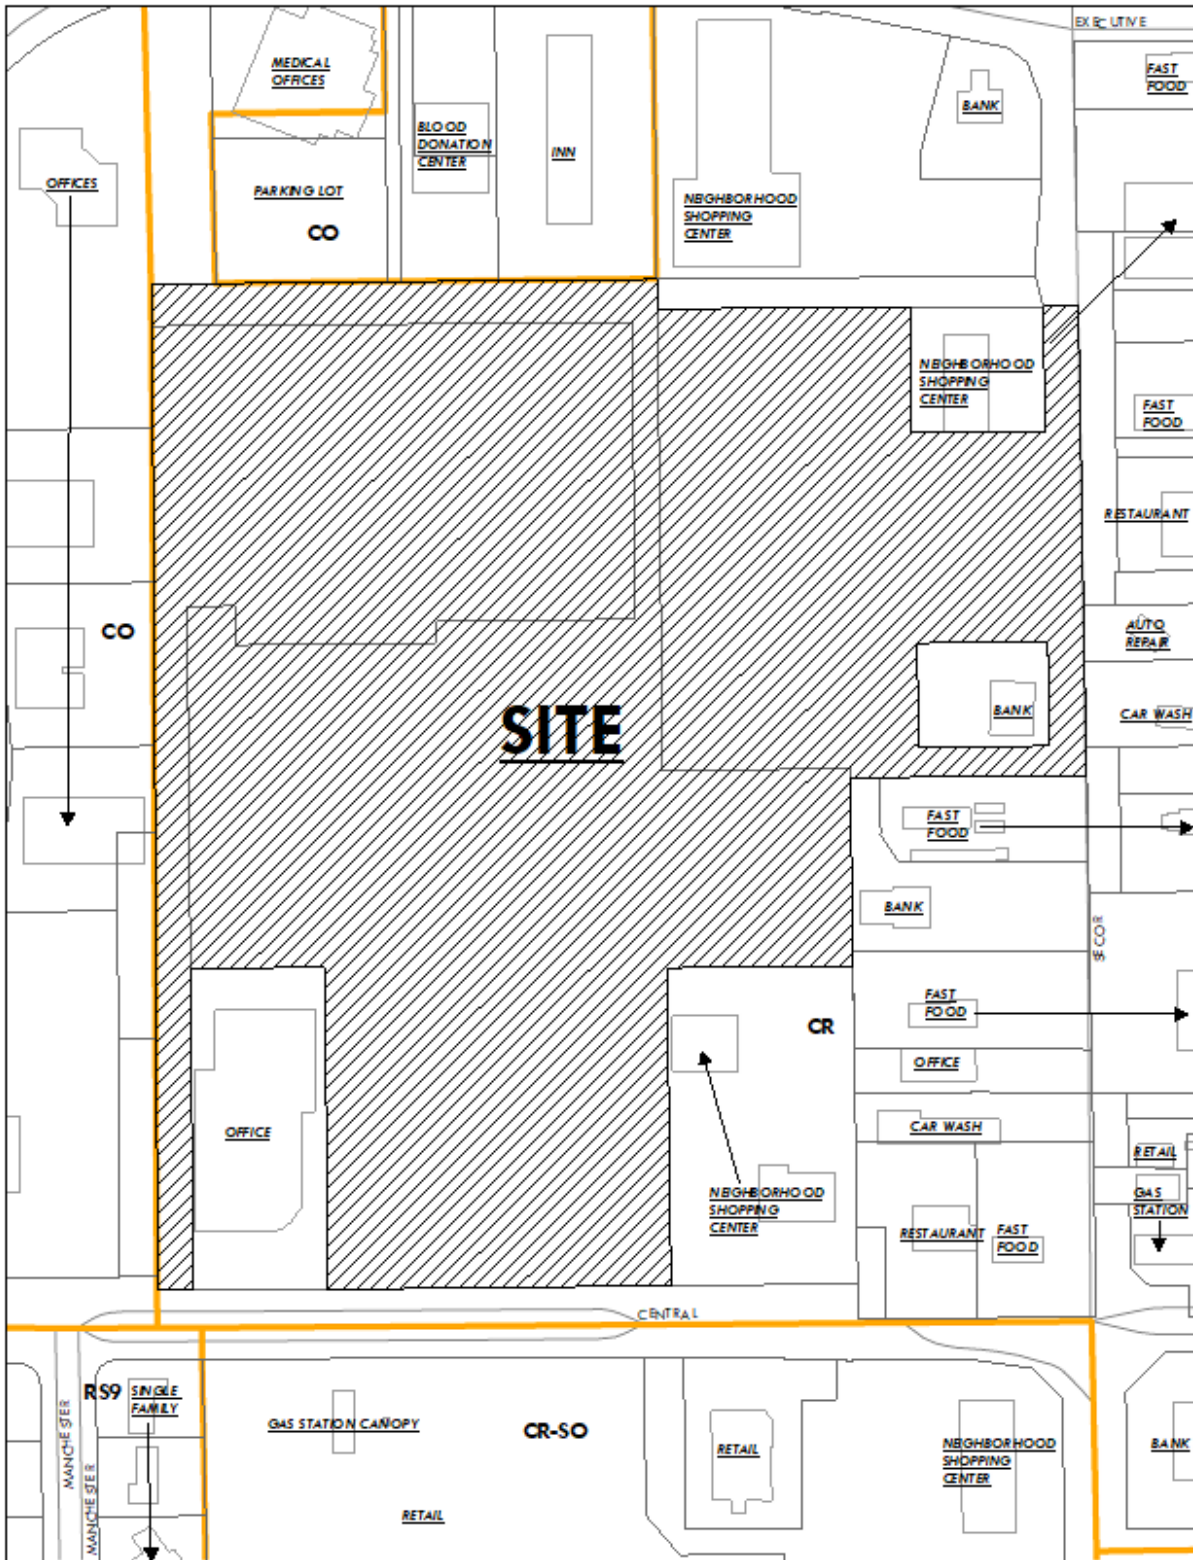 EXECUTIVE
MEDICAL
OFFICES
FAST
FOOD
BANK
BLOOD
DONATION
CENTER
INN
OFFICES
PARKING LOT
NEIGHBORHOOD
SHOPPING
CENTER
CO
NEIGHBORHOOD
SHOPPING
CENTER
FAST
FOOD
RESTAURANT
CO
AUTO
REPAIR
SITE
BANK
CAR WASH
FAST
FOOD
BANK
FAST
FOOD
CR
OFFICE
OFFICE
CAR WASH
RETAIL
NEIGHBORHOOD
SHOPPING
CENTER
GAS
STATION
RESTAURANT
FAST
FOOD
CENTRAL
RS9
SINGLE
FAMILY
GAS STATION CANOPY
CR-SO
RETAIL
NEIGHBORHOOD
SHOPPING
CENTER
BANK
MANCHESTER
MANCHESTER
RETAIL